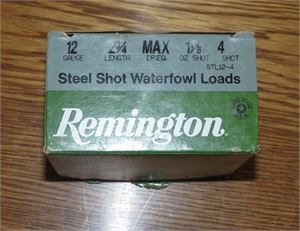 12 2¾ MAX 1⅛ 4
GAUGE LENGTH DR.EQ. OZ SHOT SHOT
STL12-4
Steel Shot Waterfowl Loads
Remington